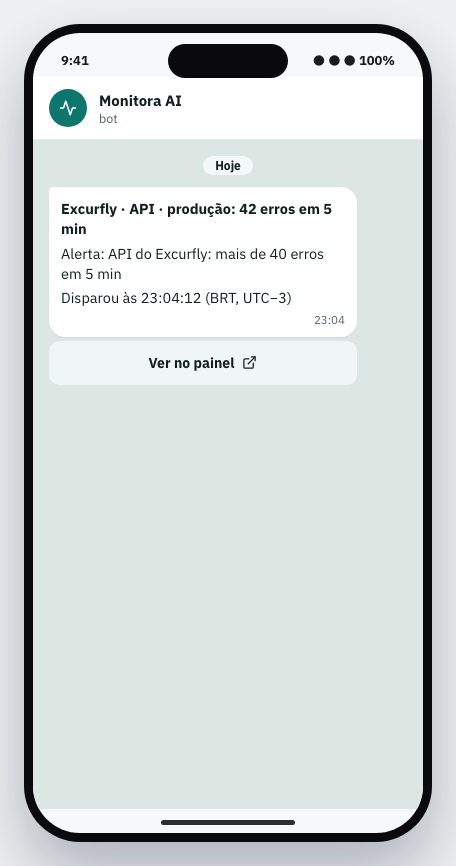 9:41
100%
Monitora AI
bot
Hoje
Excurfly · API · produção: 42 erros em 5
min
Alerta: API do Excurfly: mais de 40 erros
em 5 min
Disparou às 23:04:12 (BRT, UTC−3)
23:04
Ver no painel